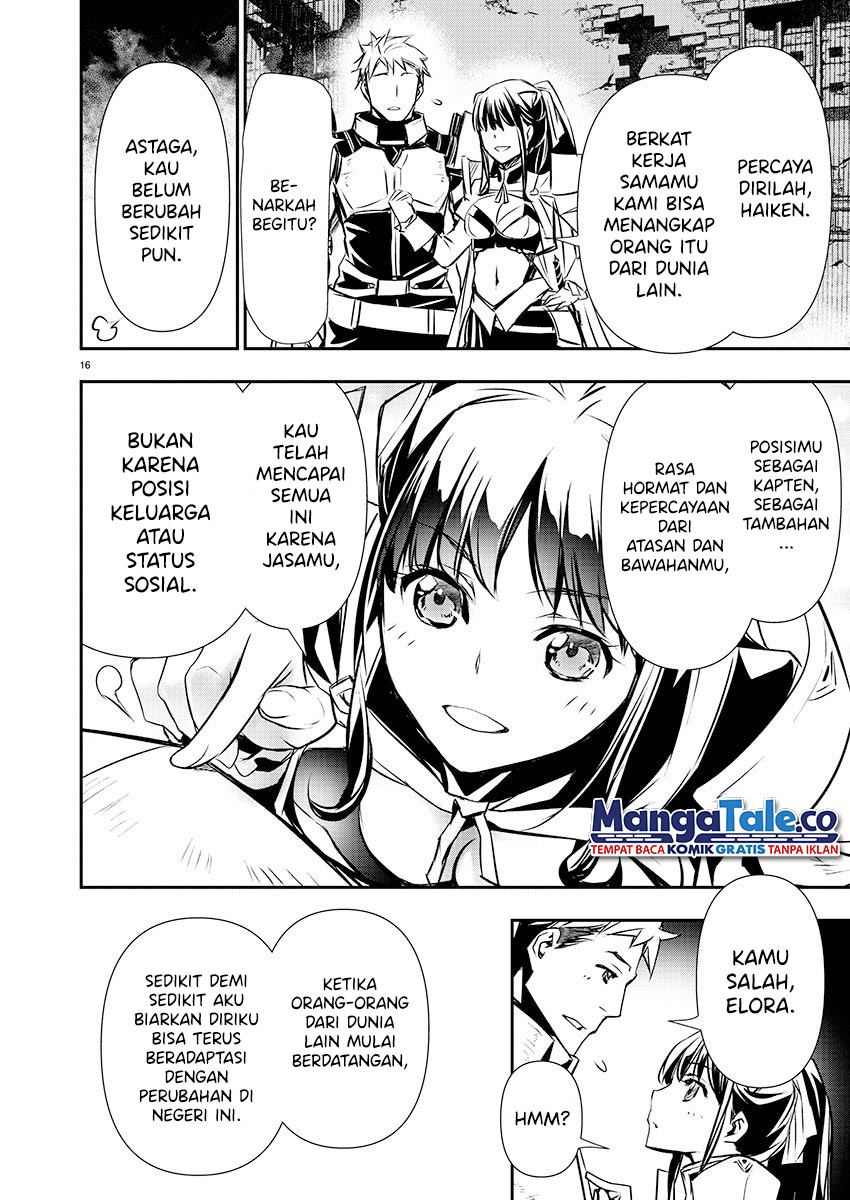 PERCAYA
DIRILAH,
HAIKEN.
BERKAT
KERJA
SAMAMU
KAMI BISA
MENANGKAP
ORANG ITU
DARI DUNIA
LAIN.
BE-
NARKAH
BEGITU?
ASTAGA,
KAU
BELUM
BERUBAH
SEDIKIT
PUN.
16
POSISIMU
SEBAGAI
KAPTEN,
SEBAGAI
TAMBAHAN
...
RASA
HORMAT DAN
KEPERCAYAAN
DARI
ATASAN DAN
BAWAHANMU,
KAU
TELAH
MENCAPAI
SEMUA
INI
KARENA
JASAMU,
BUKAN
KARENA
POSISI
KELUARGA
ATAU
STATUS
SOSIAL.
MangaTale.co
TEMPAT BACA KOMIK GRATIS TANPA IKLAN
KAMU
SALAH,
ELORA.
HMM?
KETIKA
ORANG-ORANG
DARI DUNIA
LAIN MULAI
BERDATANGAN,
SEDIKIT DEMI
SEDIKIT AKU
BIARKAN DIRIKU
BISA TERUS
BERADAPTASI
DENGAN
PERUBAHAN DI
NEGERI INI.